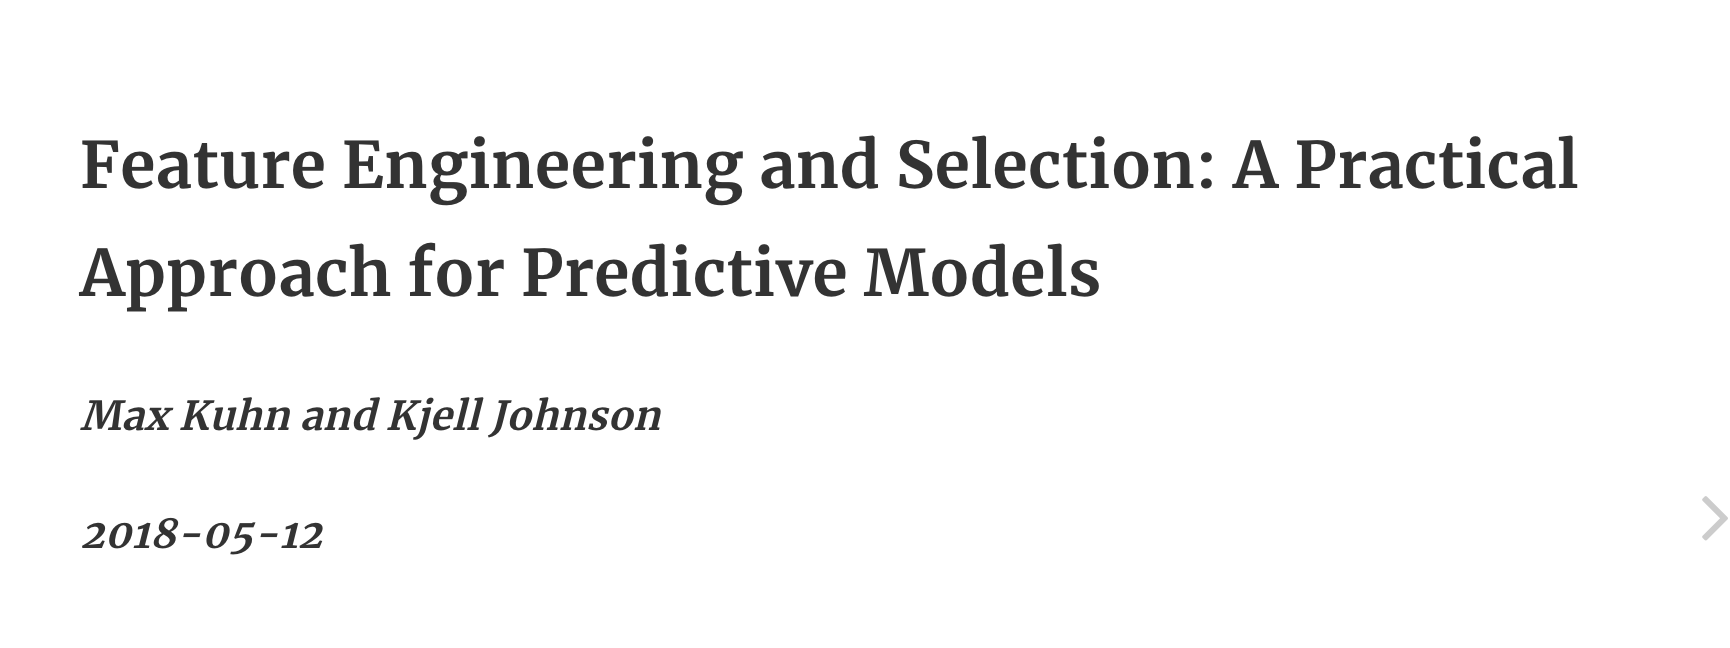 Feature Engineering and Selection: A Practical
Approach for Predictive Models
Max Kuhn and Kjell Johnson
2018-05-12